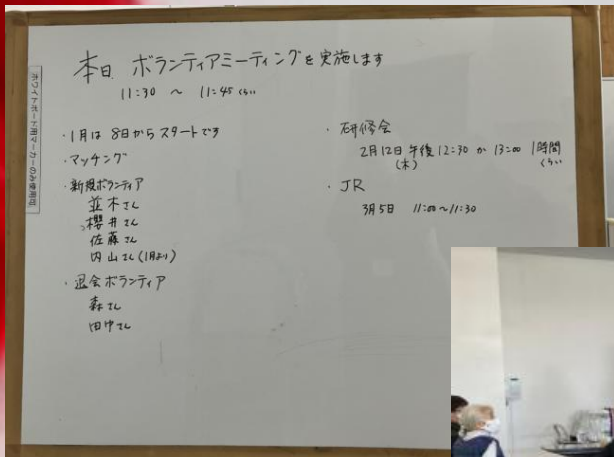 本日 ボランティアミーティングを実施します
11:30 ～ 11:45 くらい
・1月は 8日からスタートです
・マッチング
・新規ボランティア
並木さん
櫻井さん
佐藤さん
内山さん(1月より)
・退会ボランティア
森さん
田中さん
・研修会
2月12日 午後 12:30 か 13:00 1時間
(木) くらい
・JR
3月5日 11:00～11:30
ホワイトボード用マーカーのみ使用可